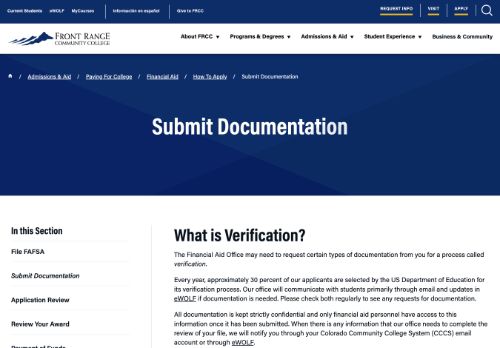 Current Students eWOLF MyCourses Información en español Give to FRCC REQUEST INFO VISIT APPLY
FRONT RANGE
COMMUNITY COLLEGE
About FRCC ▼ Programs & Degrees ▼ Admissions & Aid ▼ Student Experience ▼ Business & Community
/ Admissions & Aid / Paying For College / Financial Aid / How To Apply / Submit Documentation
Submit Documentation
In this Section
File FAFSA
Submit Documentation
Application Review
Review Your Award
Payment of Funds
What is Verification?
The Financial Aid Office may need to request certain types of documentation from you for a process called
verification.
Every year, approximately 30 percent of our applicants are selected by the US Department of Education for
its verification process. Our office will communicate with students primarily through email and updates in
eWOLF if documentation is needed. Please check both regularly to see any requests for documentation.
All documentation is kept strictly confidential and only financial aid personnel have access to this
information once it has been submitted. When there is any information that our office needs to complete the
review of your file, we will notify you through your Colorado Community College System (CCCS) email
account or through eWOLF.